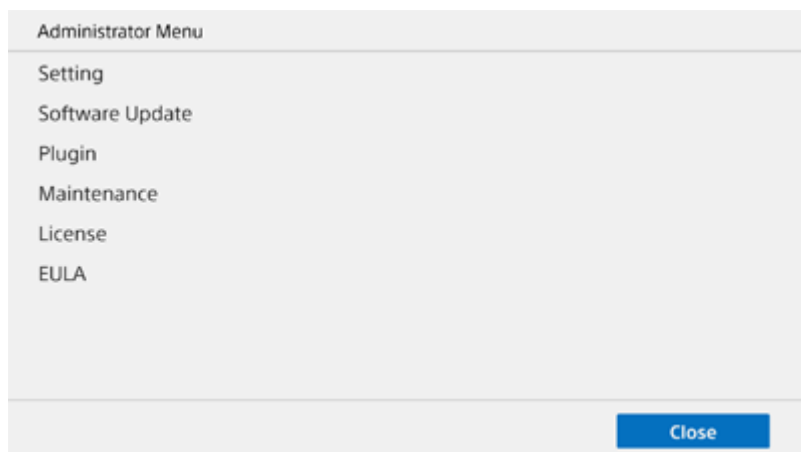 Administrator Menu
Setting
Software Update
Plugin
Maintenance
License
EULA
Close